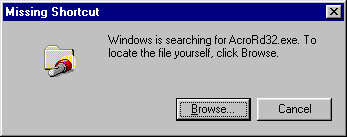 Missing Shortcut
Windows is searching for AcroRd32.exe. To
locate the file yourself, click Browse.
Browse...
Cancel